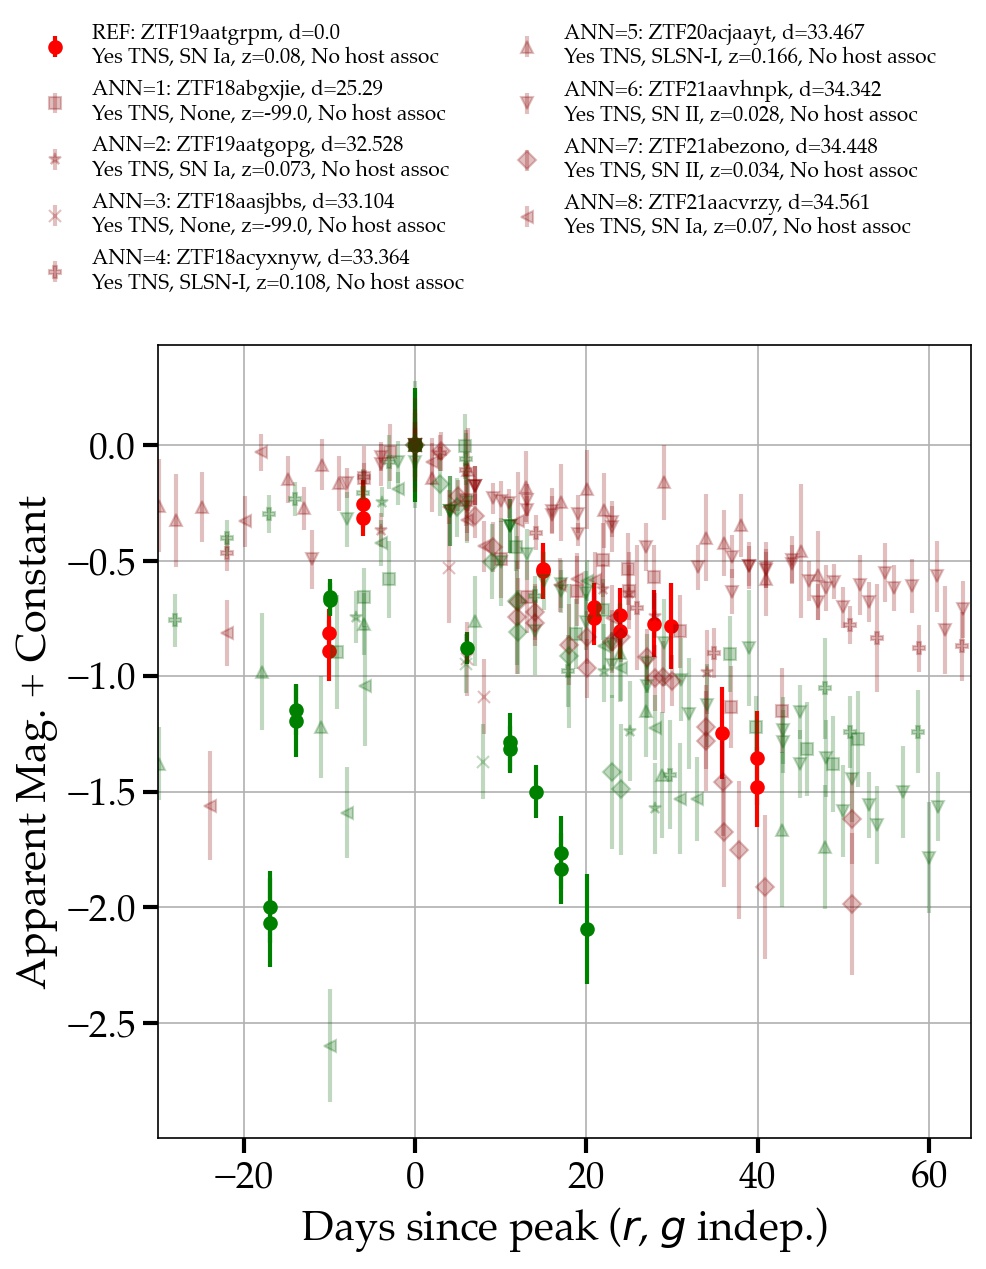 REF: ZTF19aatgrpm, d=0.0
Yes TNS, SN Ia, z=0.08, No host assoc
ANN=1: ZTF18abgxjie, d=25.29
Yes TNS, None, z=-99.0, No host assoc
ANN=2: ZTF19aatgopg, d=32.528
Yes TNS, SN Ia, z=0.073, No host assoc
ANN=3: ZTF18aasjbbs, d=33.104
Yes TNS, None, z=-99.0, No host assoc
ANN=4: ZTF18acyxnyw, d=33.364
Yes TNS, SLSN-I, z=0.108, No host assoc
ANN=5: ZTF20acjaayt, d=33.467
Yes TNS, SLSN-I, z=0.166, No host assoc
ANN=6: ZTF21aavhnpk, d=34.342
Yes TNS, SN II, z=0.028, No host assoc
ANN=7: ZTF21abezono, d=34.448
Yes TNS, SN II, z=0.034, No host assoc
ANN=8: ZTF21aacvrzy, d=34.561
Yes TNS, SN Ia, z=0.07, No host assoc
Apparent Mag. + Constant
0.0
−0.5
−1.0
−1.5
−2.0
−2.5
−20 0 20 40 60
Days since peak (r, g indep.)